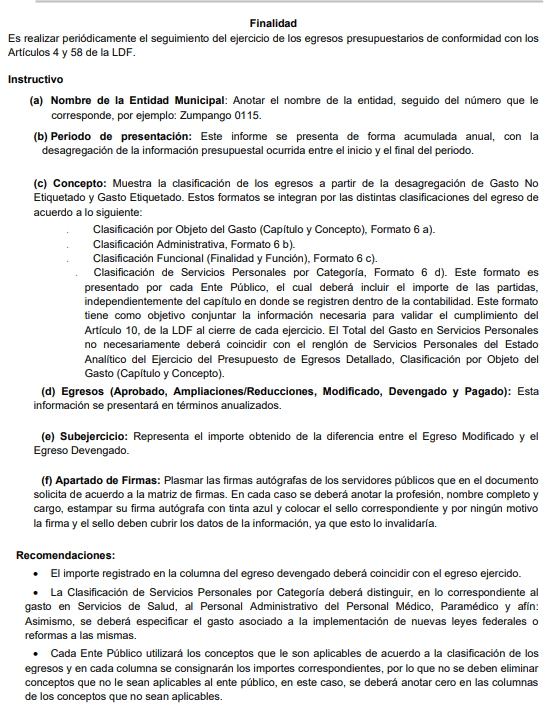 Finalidad
Es realizar periódicamente el seguimiento del ejercicio de los egresos presupuestarios de conformidad con los
Artículos 4 y 58 de la LDF.
Instructivo
(a) Nombre de la Entidad Municipal: Anotar el nombre de la entidad, seguido del número que le
corresponde, por ejemplo: Zumpango 0115.
(b) Periodo de presentación: Este informe se presenta de forma acumulada anual, con la
desagregación de la información presupuestal ocurrida entre el inicio y el final del periodo.
(c) Concepto: Muestra la clasificación de los egresos a partir de la desagregación de Gasto No
Etiquetado y Gasto Etiquetado. Estos formatos se integran por las distintas clasificaciones del egreso de
acuerdo a lo siguiente:
. Clasificación por Objeto del Gasto (Capítulo y Concepto), Formato 6 a).
. Clasificación Administrativa, Formato 6 b).
. Clasificación Funcional (Finalidad y Función), Formato 6 c).
. Clasificación de Servicios Personales por Categoría, Formato 6 d). Este formato es
presentado por cada Ente Público, el cual deberá incluir el importe de las partidas,
independientemente del capítulo en donde se registren dentro de la contabilidad. Este formato
tiene como objetivo conjuntar la información necesaria para validar el cumplimiento del
Artículo 10, de la LDF al cierre de cada ejercicio. El Total del Gasto en Servicios Personales
no necesariamente deberá coincidir con el renglón de Servicios Personales del Estado
Analítico del Ejercicio del Presupuesto de Egresos Detallado, Clasificación por Objeto del
Gasto (Capítulo y Concepto).
(d) Egresos (Aprobado, Ampliaciones/Reducciones, Modificado, Devengado y Pagado): Esta
información se presentará en términos anualizados.
(e) Subejercicio: Representa el importe obtenido de la diferencia entre el Egreso Modificado y el
Egreso Devengado.
(f) Apartado de Firmas: Plasmar las firmas autógrafas de los servidores públicos que en el documento
solicita de acuerdo a la matriz de firmas. En cada caso se deberá anotar la profesión, nombre completo y
cargo, estampar su firma autógrafa con tinta azul y colocar el sello correspondiente y por ningún motivo
la firma y el sello deben cubrir los datos de la información, ya que esto lo invalidaría.
Recomendaciones:
• El importe registrado en la columna del egreso devengado deberá coincidir con el egreso ejercido.
• La Clasificación de Servicios Personales por Categoría deberá distinguir, en lo correspondiente al
gasto en Servicios de Salud, al Personal Administrativo del Personal Médico, Paramédico y afín:
Asimismo, se deberá especificar el gasto asociado a la implementación de nuevas leyes federales o
reformas a las mismas.
• Cada Ente Público utilizará los conceptos que le son aplicables de acuerdo a la clasificación de los
egresos y en cada columna se consignarán los importes correspondientes, por lo que no se deben eliminar
conceptos que no le sean aplicables al ente público, en este caso, se deberá anotar cero en las columnas
de los conceptos que no sean aplicables.